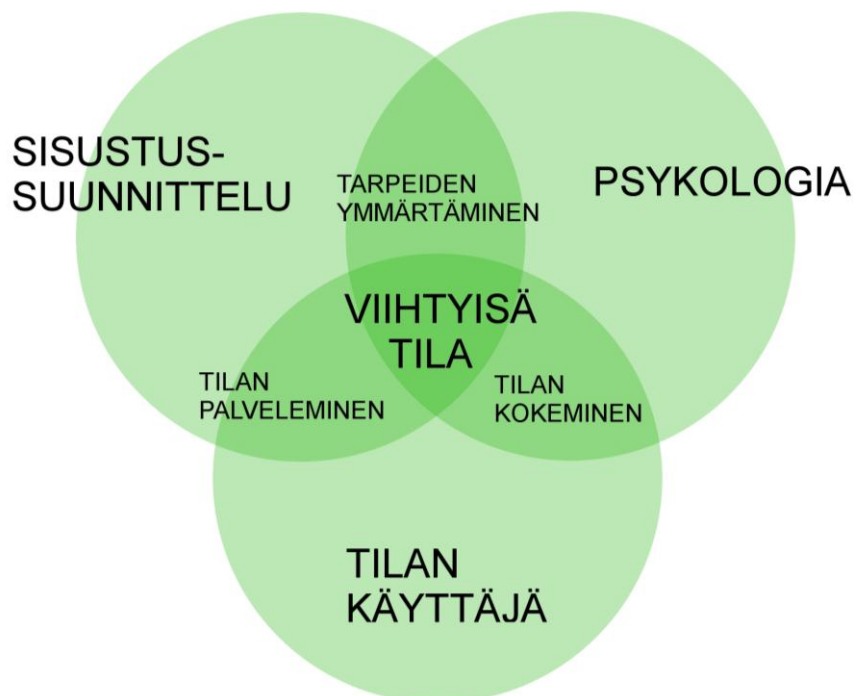 SISUSTUS-
SUUNNITTELU
TARPEIDEN
YMMÄRTÄMINEN
PSYKOLOGIA
VIIHTYISÄ
TILA
TILAN
PALVELEMINEN
TILAN
KOKEMINEN
TILAN
KÄYTTÄJÄ